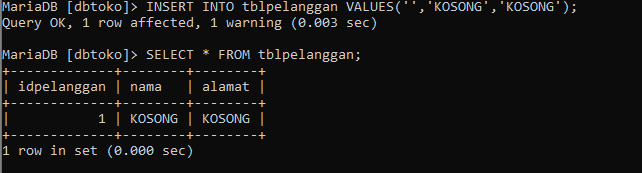 MariaDB [dbtoko]> INSERT INTO tblpelanggan VALUES('','KOSONG','KOSONG');
Query OK, 1 row affected, 1 warning (0.003 sec)

MariaDB [dbtoko]> SELECT * FROM tblpelanggan;
+-------------+--------+--------+
| idpelanggan | nama   | alamat |
+-------------+--------+--------+
|           1 | KOSONG | KOSONG |
+-------------+--------+--------+
1 row in set (0.000 sec)